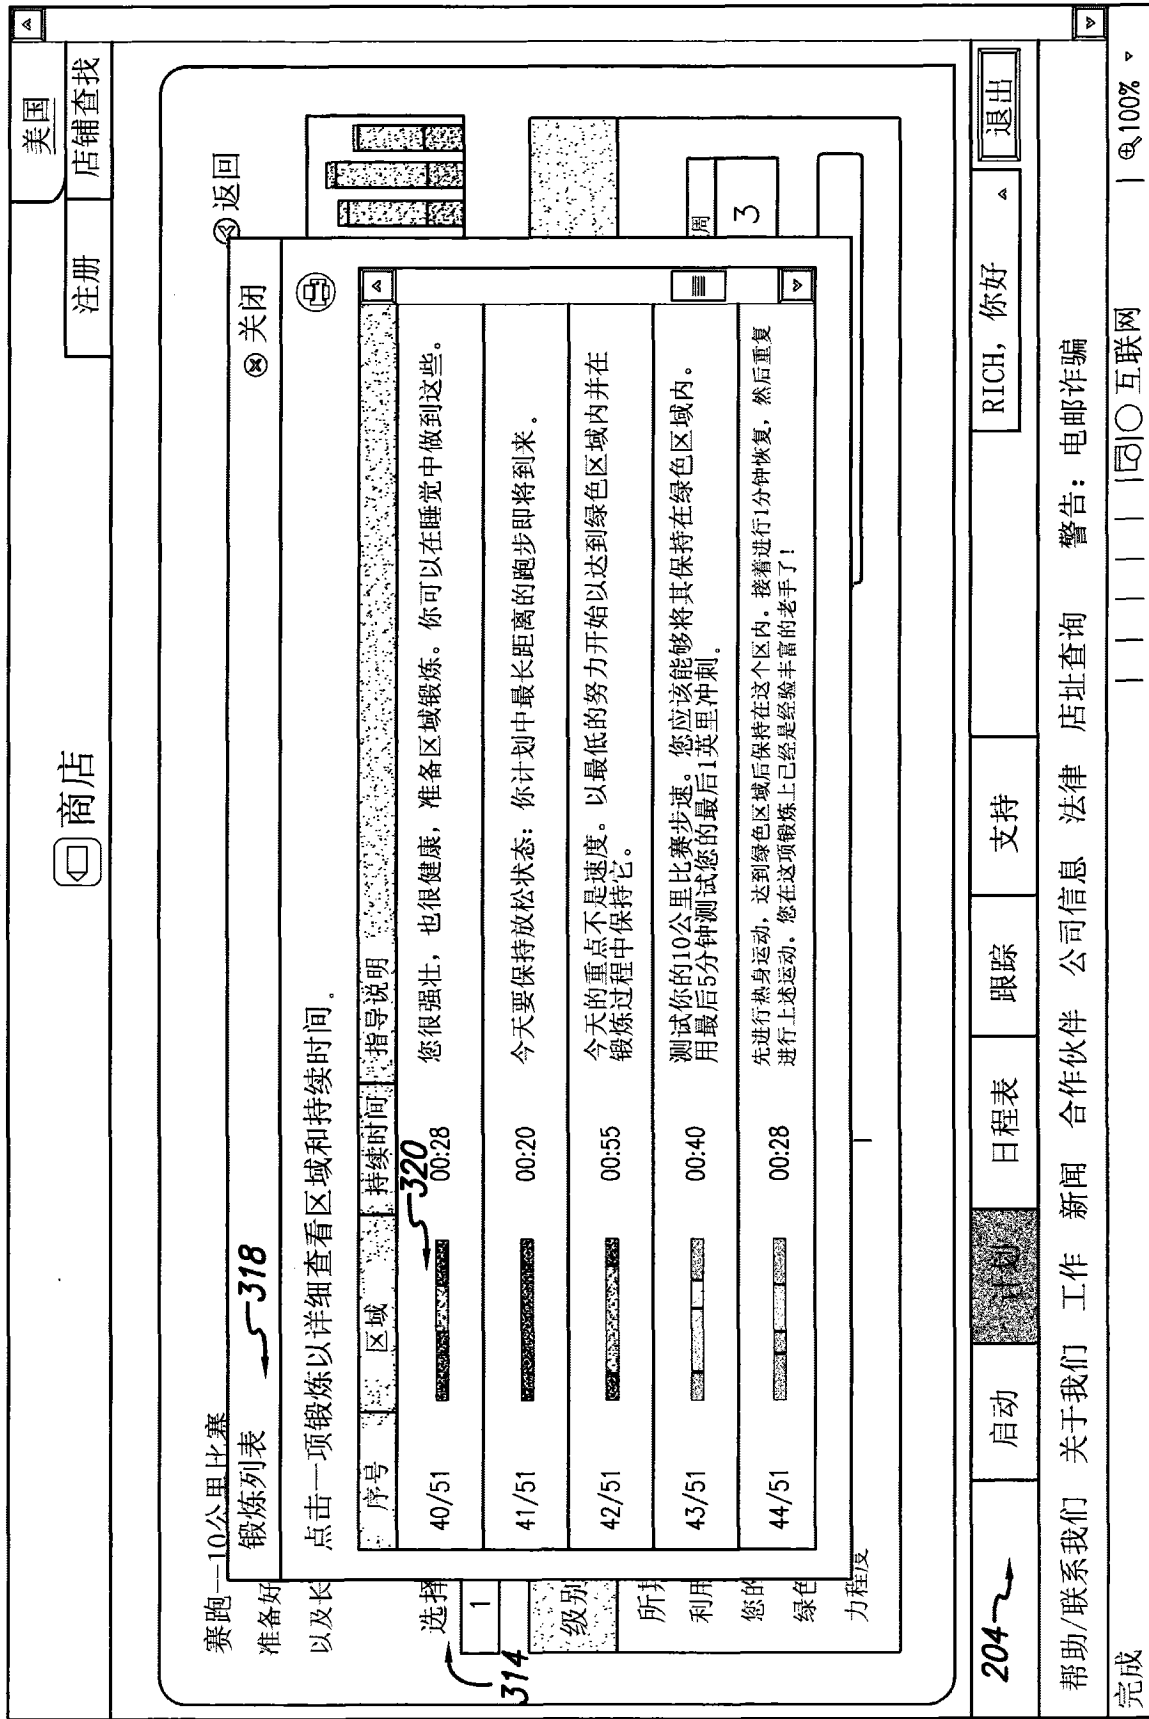 美国
商店
注册
店铺查找
赛跑—10公里比赛
返回
准备好
以及长
锻炼列表
318
关闭
点击一项锻炼以详细查看区域和持续时间。
序号 区域 持续时间 指导说明
320
40/51 00:28 您很强壮，也很健康，准备区域锻炼。你可以在睡觉中做到这些。
41/51 00:20 今天要保持放松状态：你计划中最长距离的跑步即将到来。
42/51 00:55 今天的重点不是速度。以最低的努力开始以达到绿色区域内并在
锻炼过程中保持它。
43/51 00:40 测试你的10公里比赛步速。您应该能够将其保持在绿色区域内。
用最后5分钟测试您的最后1英里冲刺。
44/51 00:28 先进行热身运动，达到绿色区域后保持在这个区内。接着进行1分钟恢复，然后重复
进行上述运动。您在这项锻炼上已经是经验丰富的老手了！
选择
314
1
级别
所
利用
您的
绿色
力程度
周
3
204
启动
计划
日程表
跟踪
支持
RICH，你好
退出
帮助/联系我们 关于我们 工作 新闻 合作伙伴 公司信息 法律 店址查询 警告：电邮诈骗
完成
互联网
100%